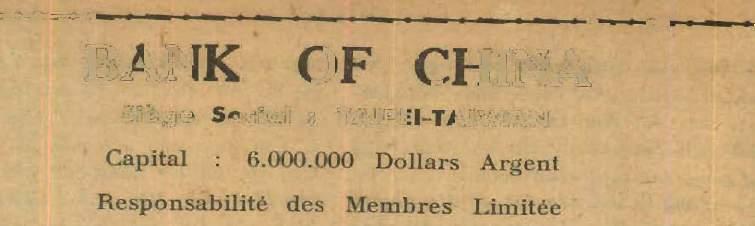 BANK OF CHINA
Siège Social : TAIPEI-TAIWAN
Capital : 6.000.000 Dollars Argent
Responsabilité des Membres Limitée